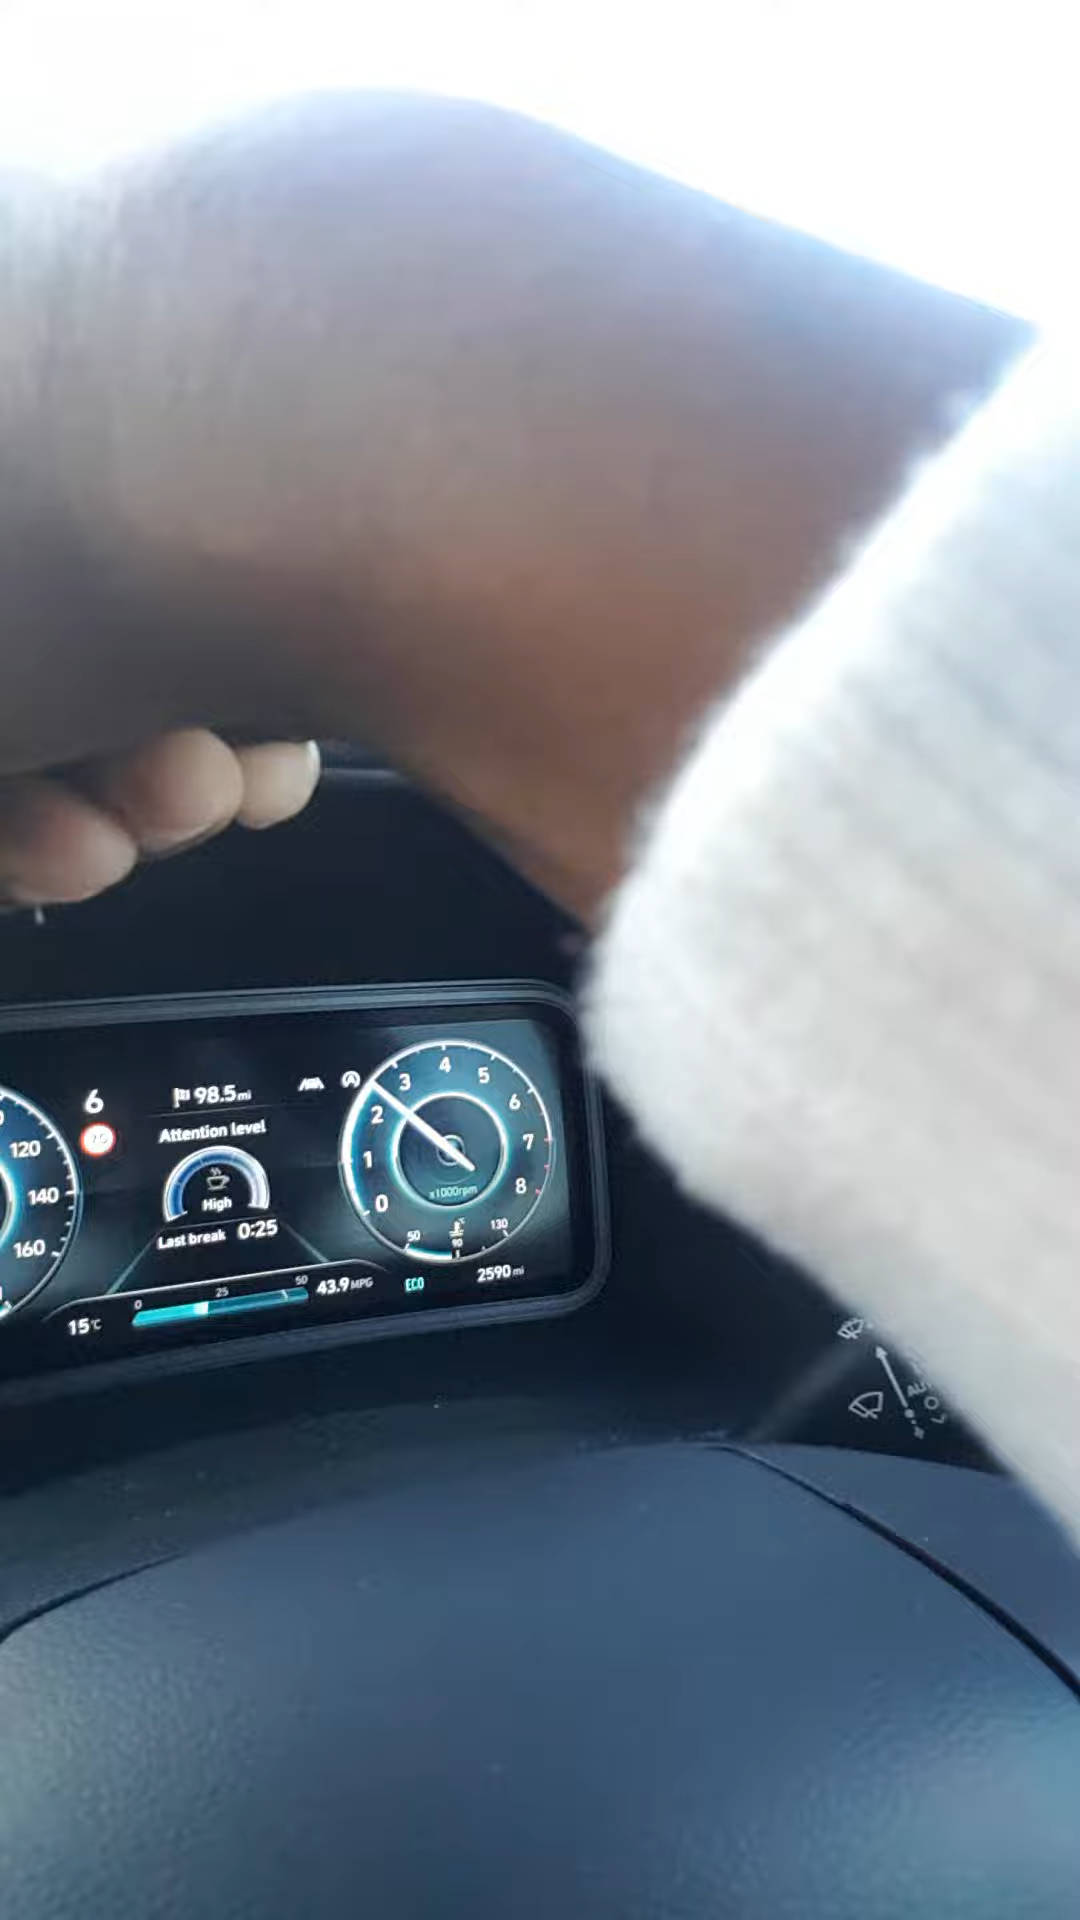 120
140
160
6
98.5 mi
Attention level
High
Last break 0:25
0 25 50
43.9 MPG
15°C
ECO
2590 mi
0 1 2 3 4 5 6 7 8
x1000rpm
50 90 130